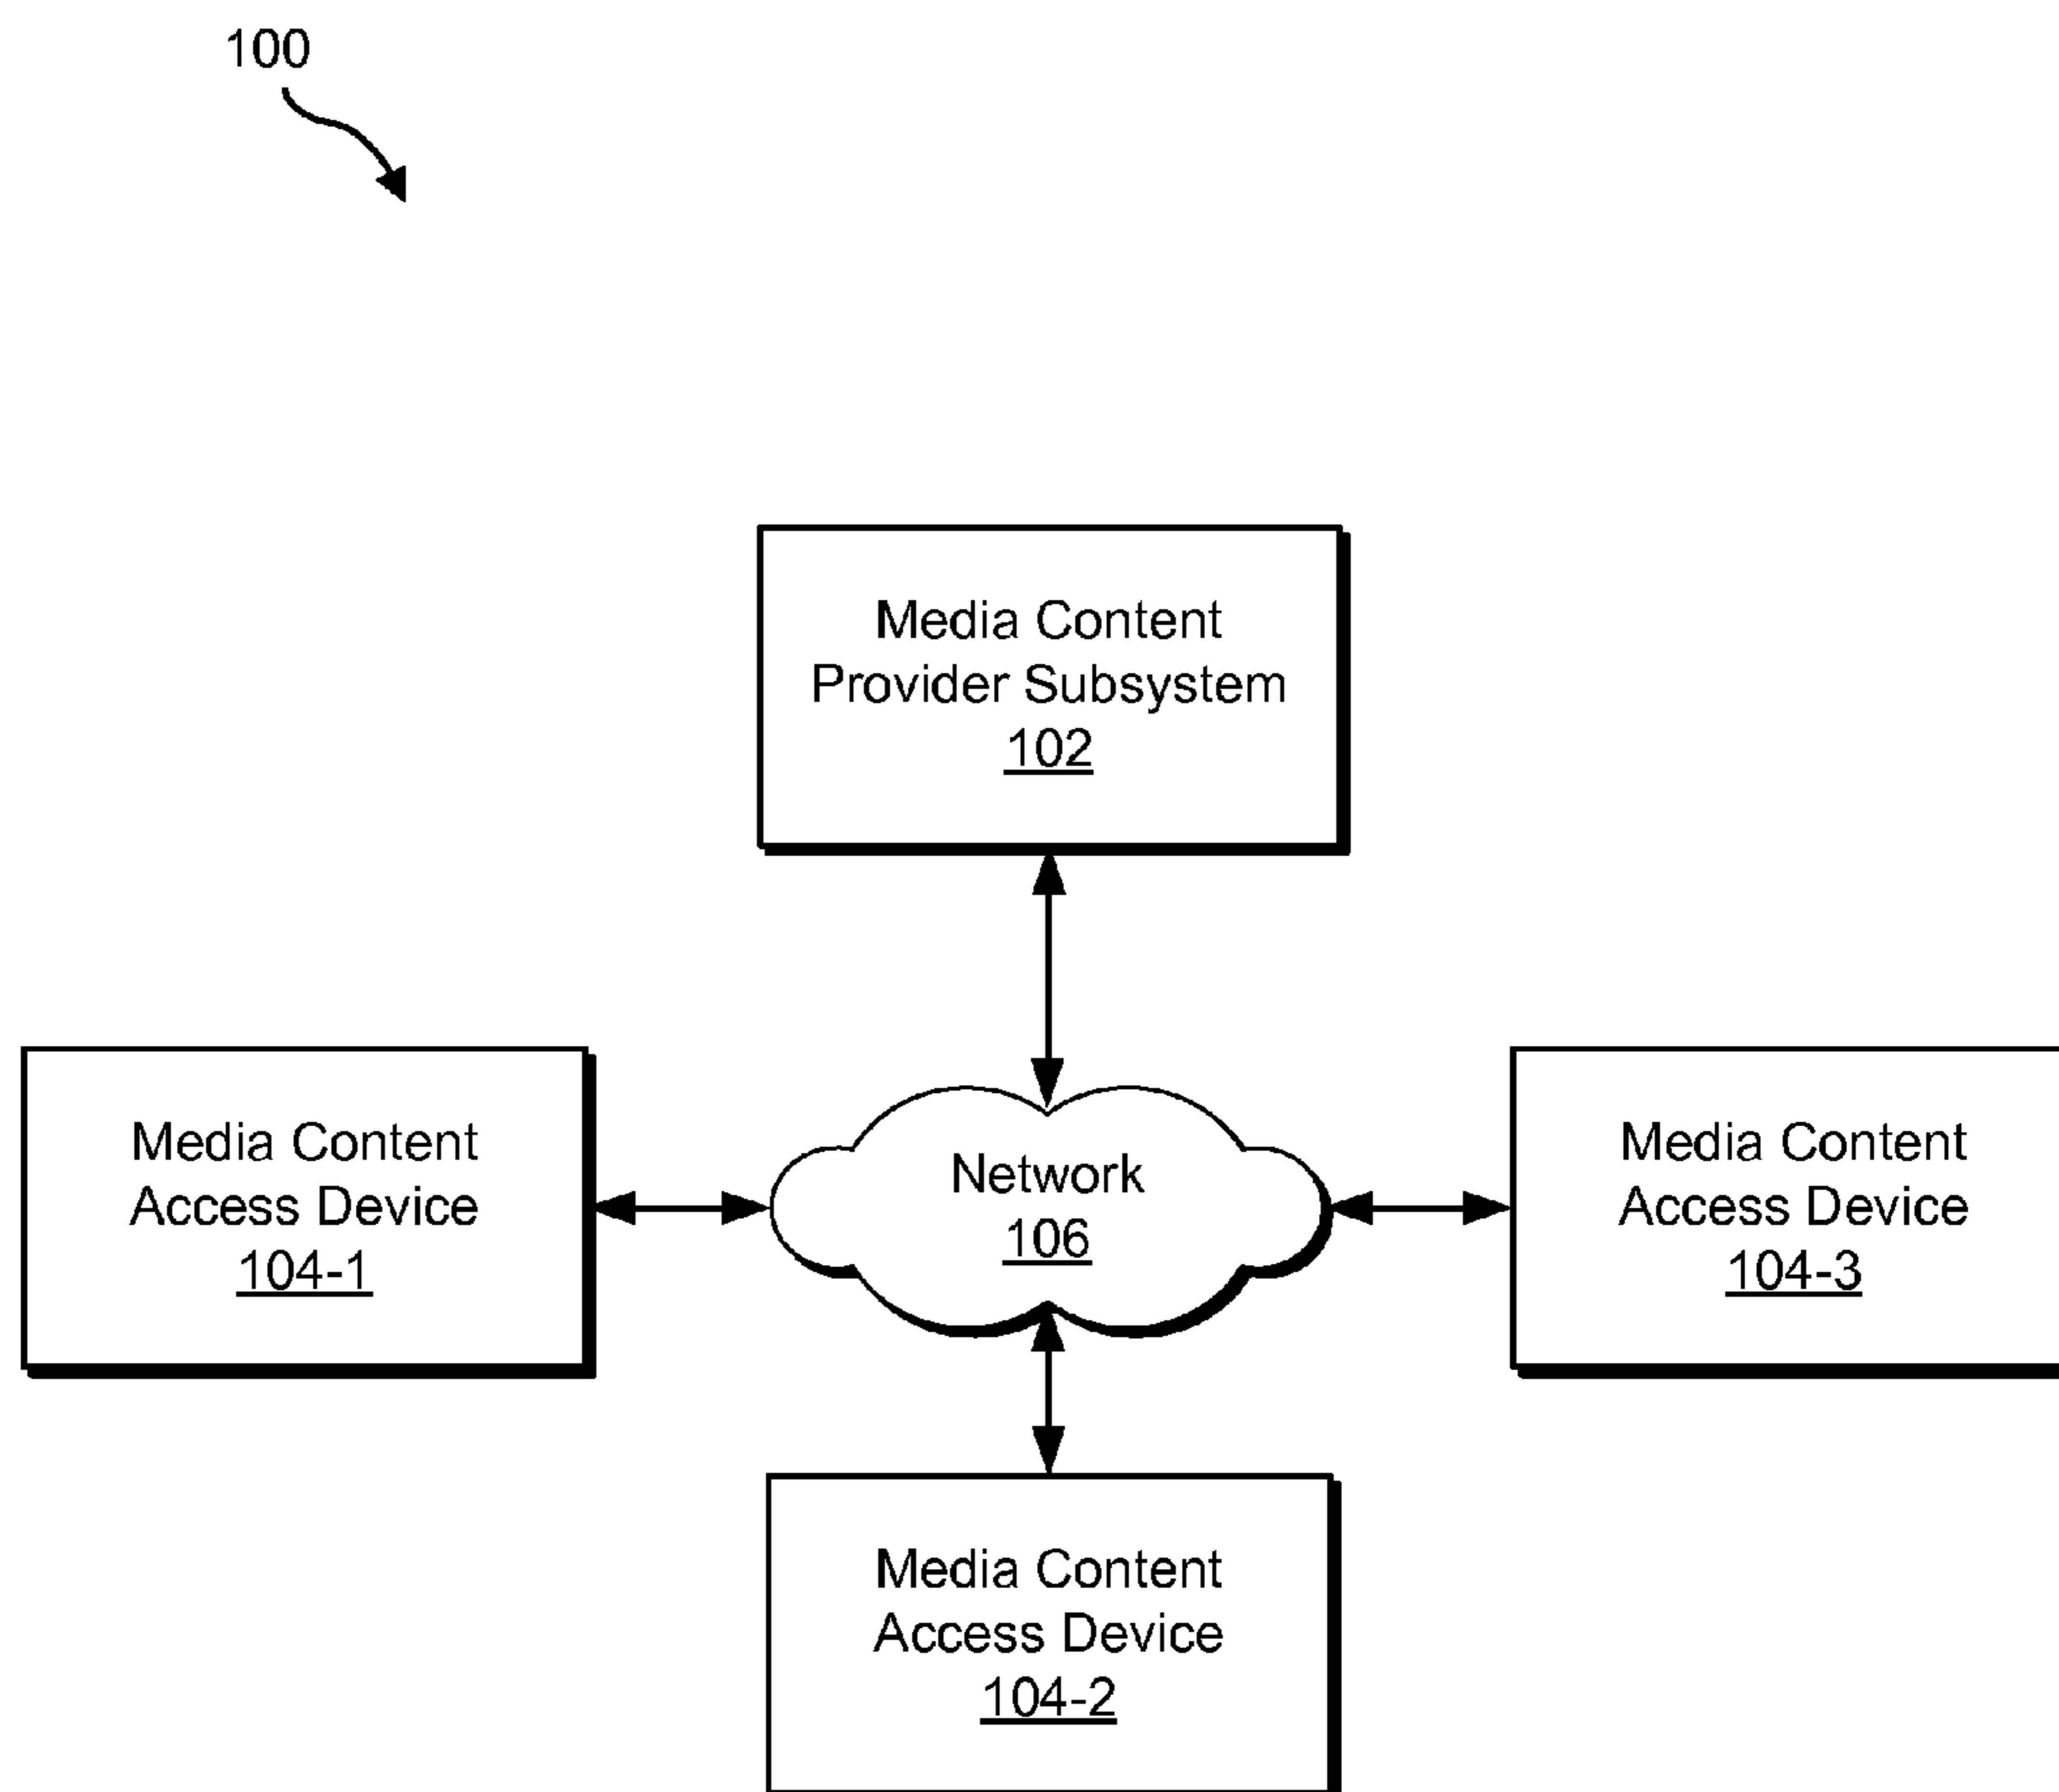 100
Media Content
Provider Subsystem
102
Media Content
Access Device
104-1
Network
106
Media Content
Access Device
104-3
Media Content
Access Device
104-2